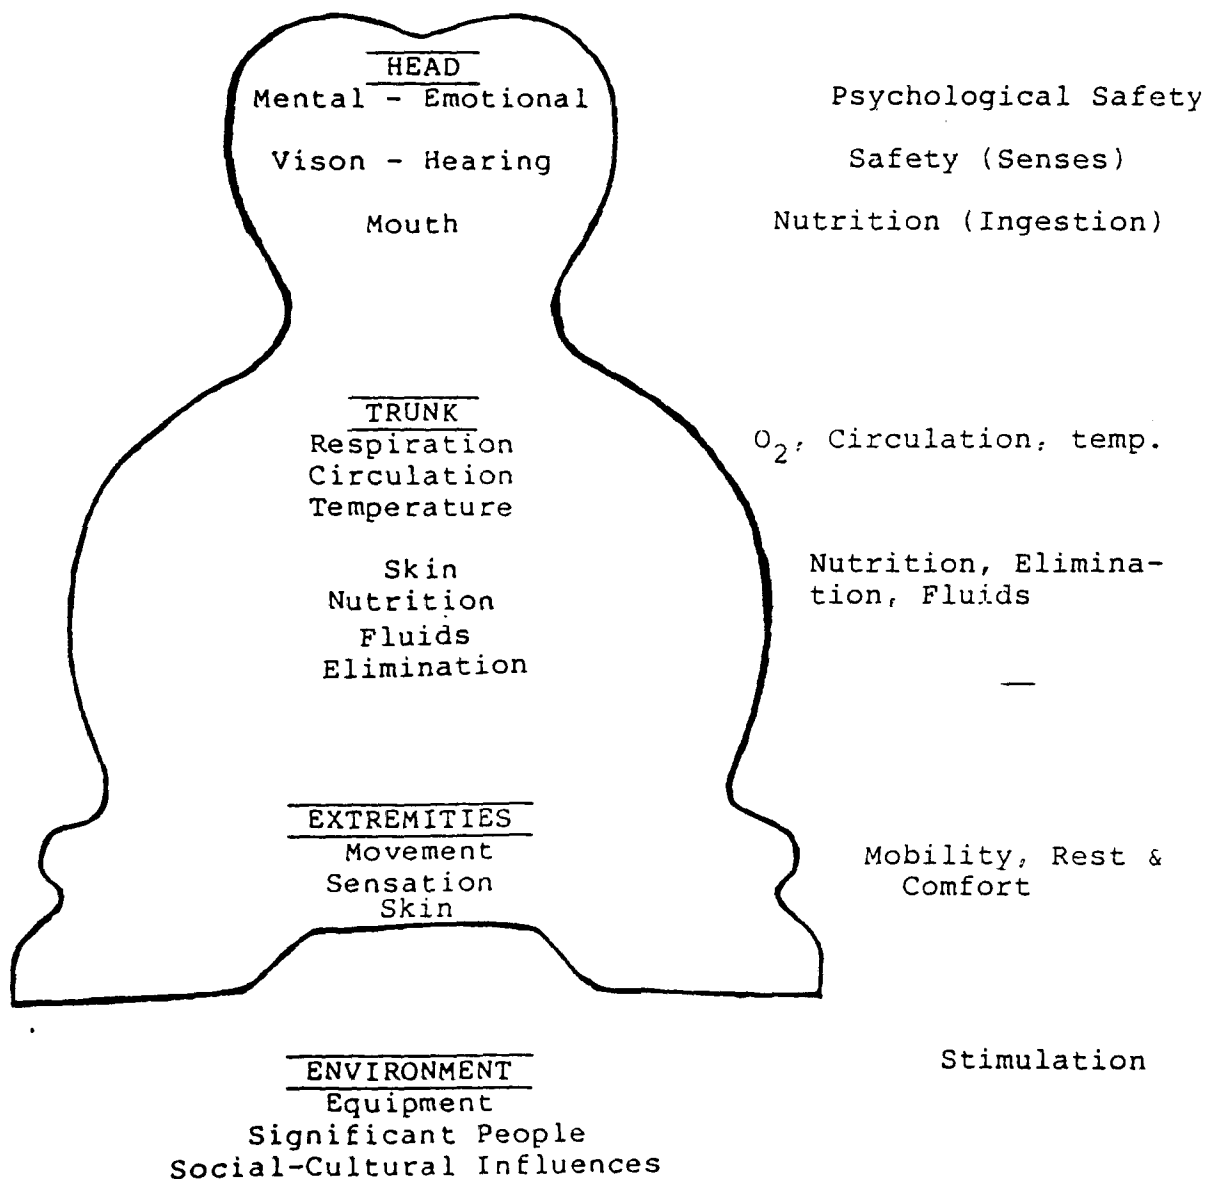 HEAD
Mental - Emotional
Psychological Safety
Vison - Hearing
Safety (Senses)
Mouth
Nutrition (Ingestion)
TRUNK
Respiration
O2, Circulation, temp.
Circulation
Temperature
Skin
Nutrition, Elimina-
Nutrition
tion, Fluids
Fluids
Elimination
—
EXTREMITIES
Movement
Mobility, Rest &
Sensation
Comfort
Skin
ENVIRONMENT
Stimulation
Equipment
Significant People
Social-Cultural Influences